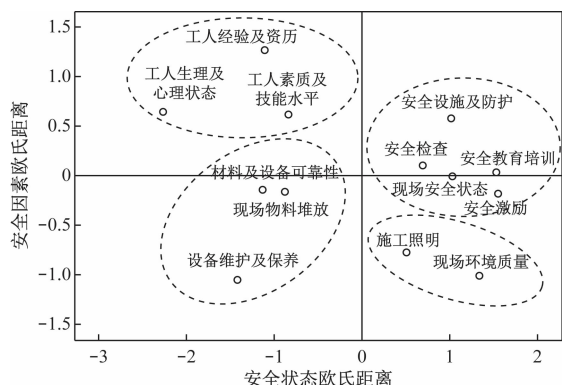 1.5
1.0
0.5
0
-0.5
-1.0
-1.5
安全因素欧氏距离
工人经验及资历
工人生理及
心理状态
工人素质及
技能水平
安全设施及防护
安全检查
安全教育培训
现场安全状态
安全激励
材料及设备可靠性
现场物料堆放
设备维护及保养
施工照明
现场环境质量
-3
-2
-1
0
1
2
安全状态欧氏距离